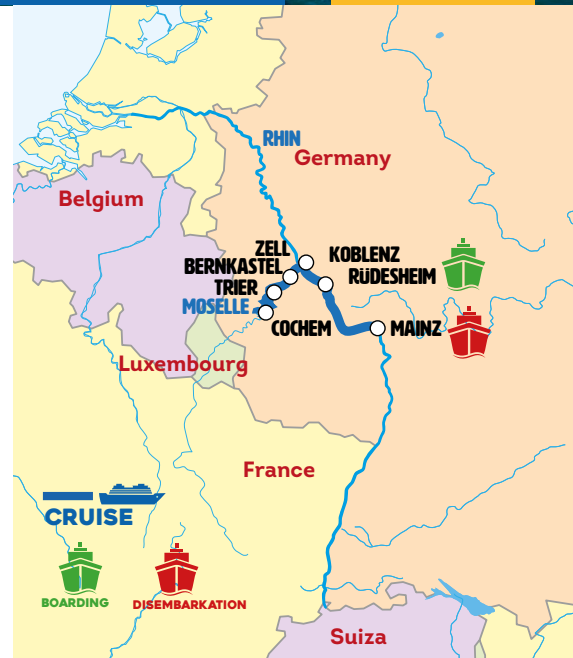 RHIN
Germany
Belgium
ZELL
KOBLENZ
BERNKASTEL
RÜDESHEIM
TRIER
MOSELLE
COCHEM
MAINZ
Luxembourg
France
CRUISE
BOARDING
DISEMBARKATION
Suiza